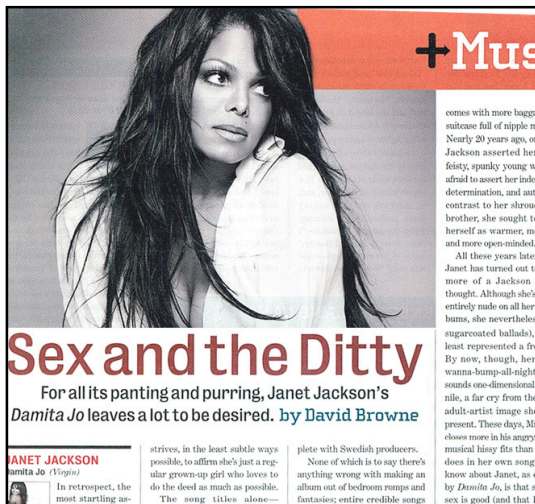 +Mus
Sex and the Ditty
For all its panting and purring, Janet Jackson's
Damita Jo leaves a lot to be desired. by David Browne
JANET JACKSON
Damita Jo (Virgin)
In retrospect, the
most startling as-
strives, in the least subtle ways
possible, to affirm she's just a reg-
ular grown-up girl who loves to
do the deed as much as possible.
The song titles alone—
plete with Swedish producers.
None of which is to say there's
anything wrong with making an
album out of bedroom romps and
fantasies; entire credible songs
comes with more bagga
suitcase full of nipple m
Nearly 20 years ago, o
Jackson asserted her
feisty, spunky young w
afraid to assert her inde
determination, and aut
contrast to her shrou
brother, she sought t
herself as warmer, m
and more open-minded.
All these years late
Janet has turned out t
more of a Jackson
thought. Although she's
entirely nude on all her
bums, she nevertheles
sugarcoated ballads),
least represented a fr
By now, though, her
wanna-bump-all-night
sounds one-dimensional
nile, a far cry from the
adult-artist image she
present. These days, Mi
closes more in his angry
musical hissy fits than
does in her own song
know about Janet, as
by Damita Jo, is that s
sex is good (and that I